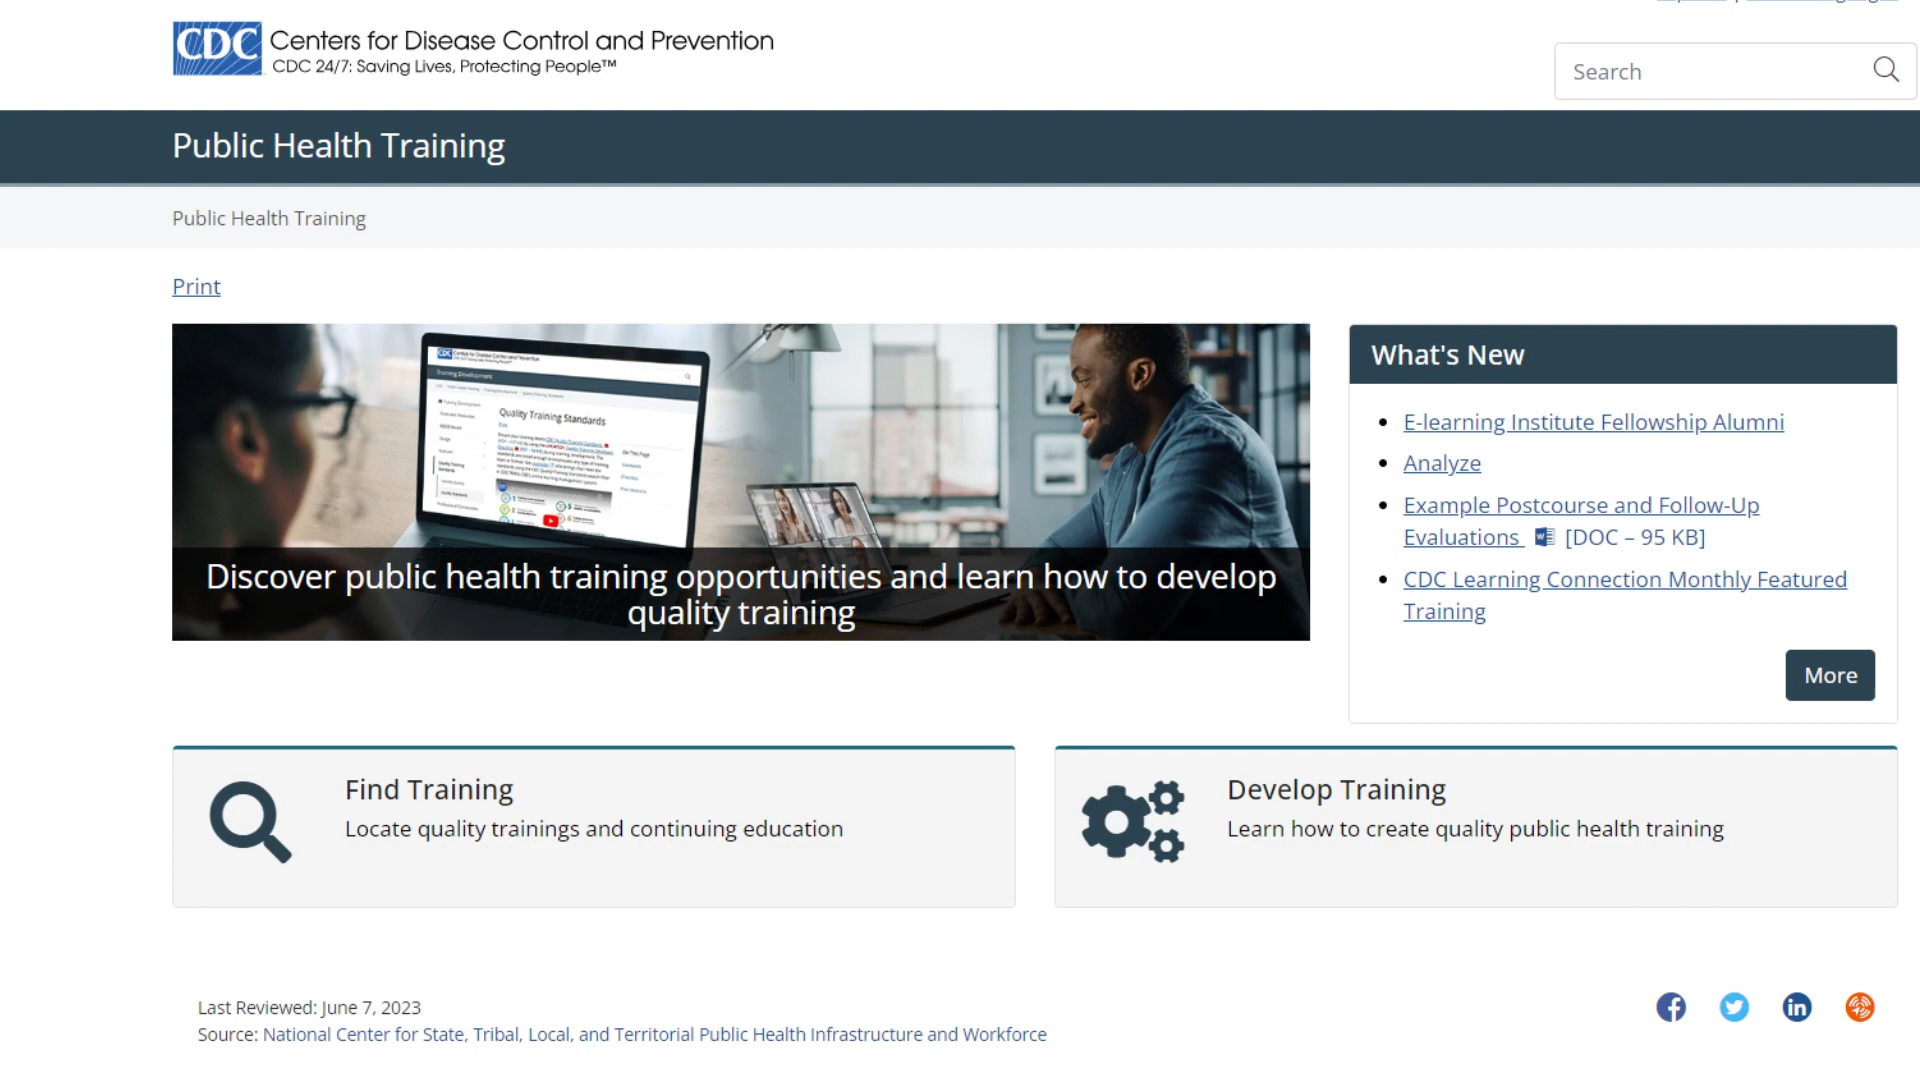 CDC Centers for Disease Control and Prevention
CDC 24/7: Saving Lives, Protecting People™
Search
Public Health Training
Public Health Training
Print
Quality Training Standards
Discover public health training opportunities and learn how to develop
quality training
What's New
E-learning Institute Fellowship Alumni
Analyze
Example Postcourse and Follow-Up
Evaluations [DOC – 95 KB]
CDC Learning Connection Monthly Featured
Training
More
Find Training
Locate quality trainings and continuing education
Develop Training
Learn how to create quality public health training
Last Reviewed: June 7, 2023
Source: National Center for State, Tribal, Local, and Territorial Public Health Infrastructure and Workforce